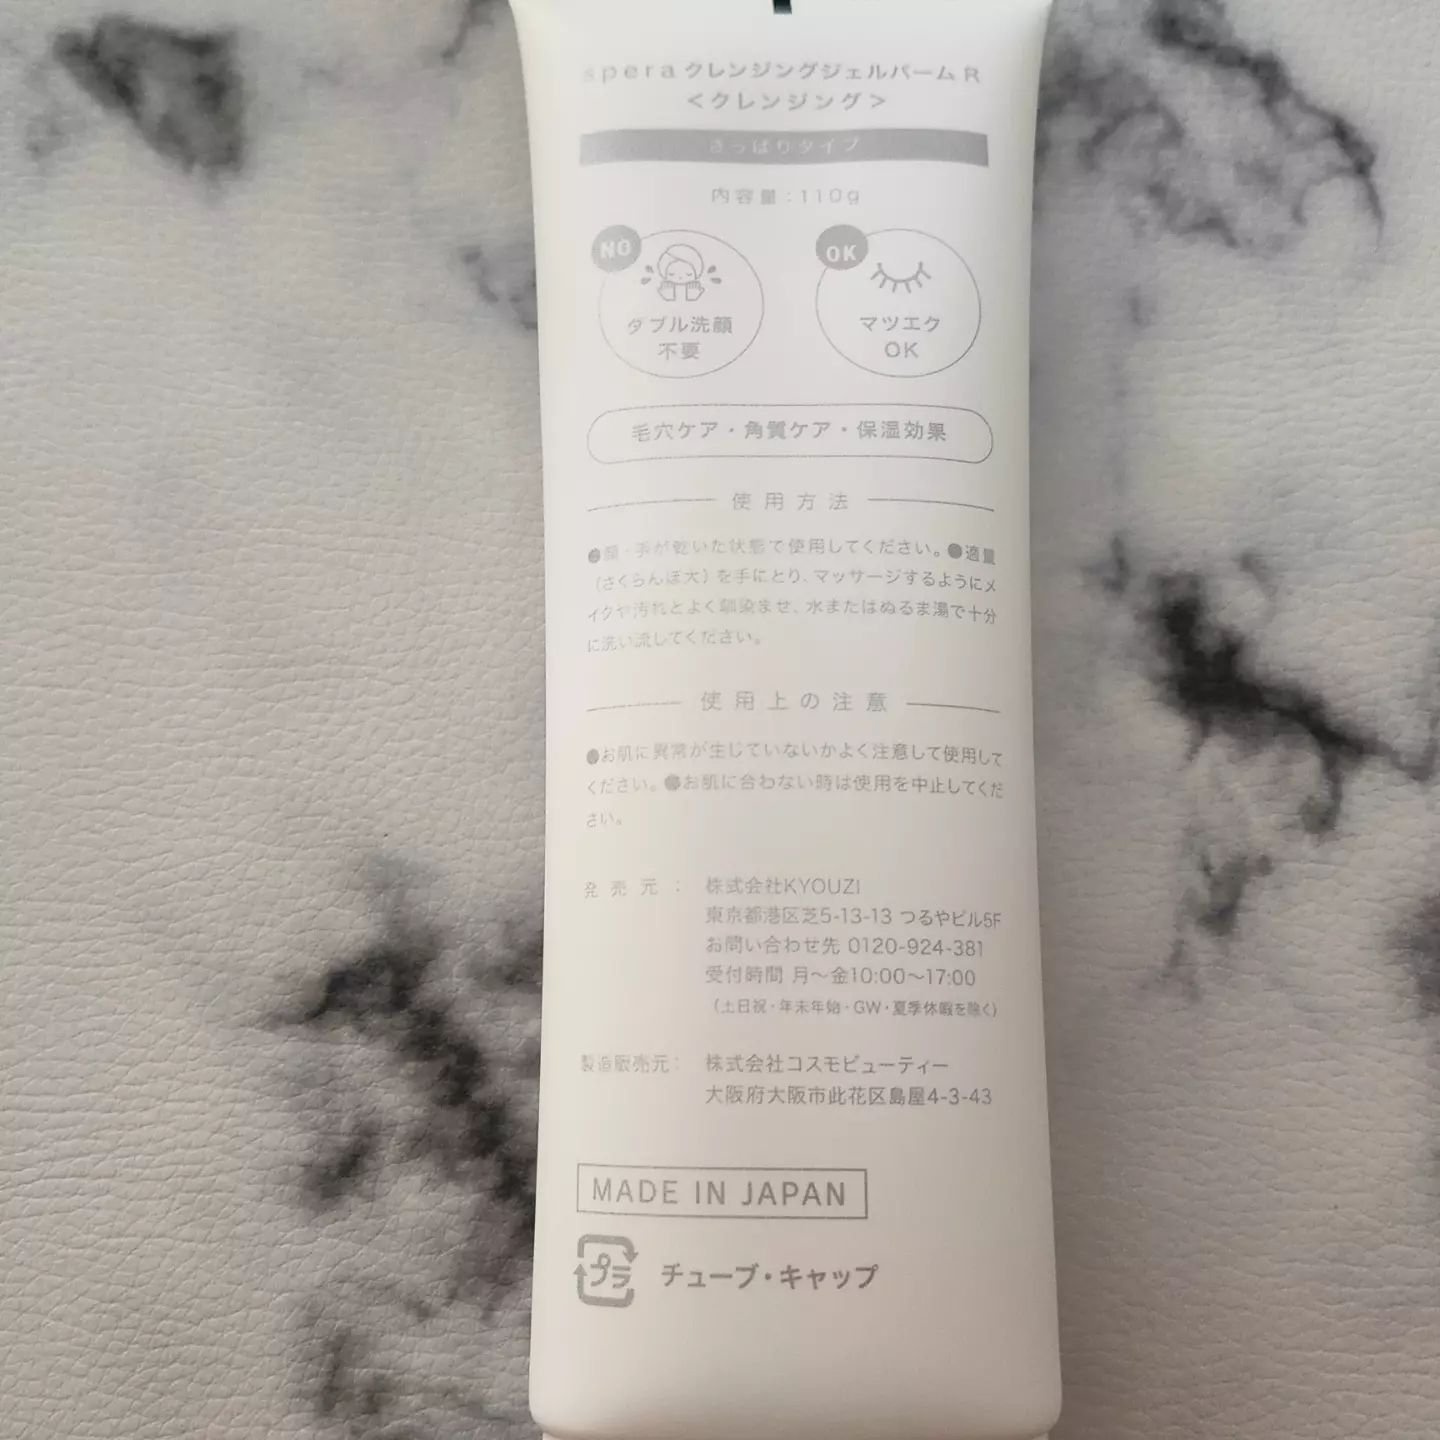 spera クレンジングジェルバーム R
＜クレンジング＞
さっぱりタイプ
内容量：110g
NO
ダブル洗顔
不要
OK
マツエク
OK
毛穴ケア・角質ケア・保湿効果
使用方法
●顔・手が乾いた状態で使用してください。●適量
（さくらんぼ大）を手にとり、マッサージするようにメ
イクや汚れとよく馴染ませ、水またはぬるま湯で十分
に洗い流してください。
使用上の注意
●お肌に異常が生じていないかよく注意して使用して
ください。●お肌に合わない時は使用を中止してくだ
さい。
発売元：株式会社KYOUZI
東京都港区芝5-13-13 つるやビル5F
お問い合わせ先 0120-924-381
受付時間 月〜金10:00〜17:00
（土日祝・年末年始・GW・夏季休暇を除く）
製造販売元：株式会社コスモビューティー
大阪府大阪市此花区島屋4-3-43
MADE IN JAPAN
プラ チューブ・キャップ